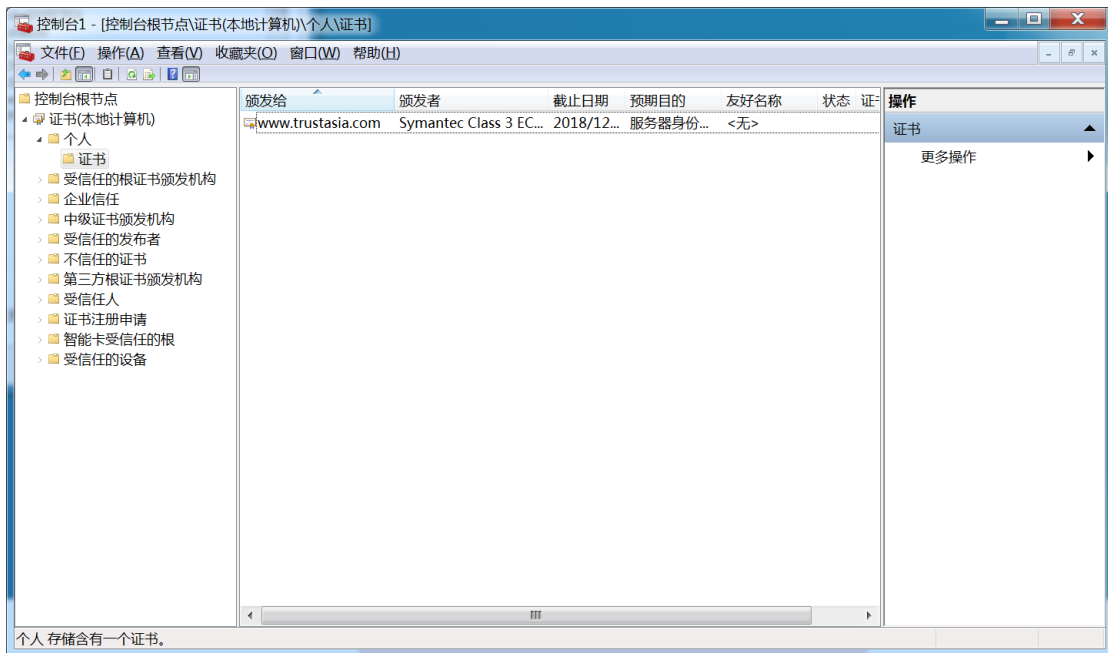 控制台1 - [控制台根节点\证书(本地计算机)\个人\证书]
文件(F) 操作(A) 查看(V) 收藏夹(O) 窗口(W) 帮助(H)
控制台根节点
证书(本地计算机)
个人
证书
受信任的根证书颁发机构
企业信任
中级证书颁发机构
受信任的发布者
不信任的证书
第三方根证书颁发机构
受信任人
证书注册申请
智能卡受信任的根
受信任的设备
颁发给 颁发者 截止日期 预期目的 友好名称 状态 证
www.trustasia.com Symantec Class 3 EC... 2018/12... 服务器身份... <无>
操作
证书
更多操作
个人 存储含有一个证书。